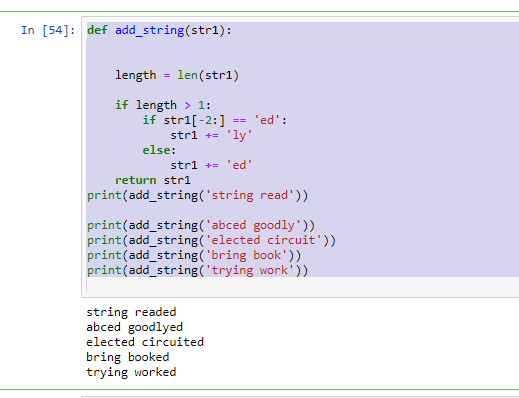 In [54]: def add_string(str1):
length = len(str1)
if length > 1:
if str1[-2:] == 'ed':
str1 += 'ly'
else:
str1 += 'ed'
return str1
print(add_string('string read'))
print(add_string('abced goodly'))
print(add_string('elected circuit'))
print(add_string('bring book'))
print(add_string('trying work'))
string readed
abced goodlyed
elected circuited
bring booked
trying worked